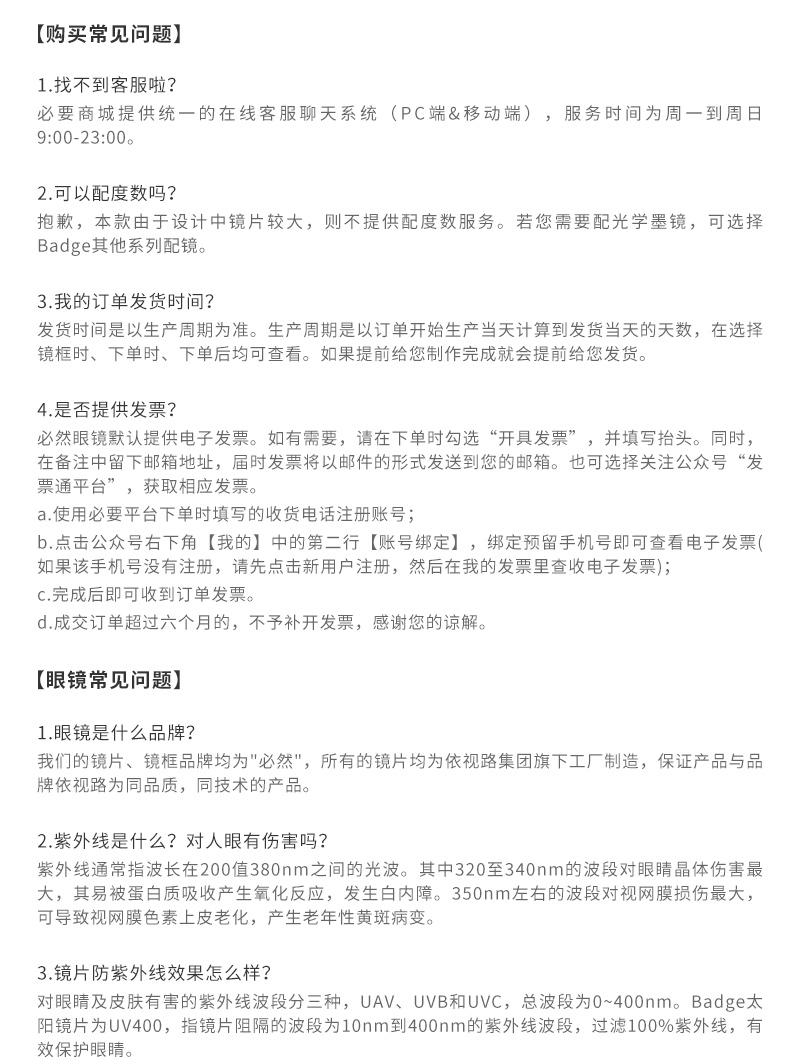 【购买常见问题】
1.找不到客服啦？
必要商城提供统一的在线客服聊天系统（PC端&移动端），服务时间为周一到周日
9:00-23:00。
2.可以配度数吗？
抱歉，本款由于设计中镜片较大，则不提供配度数服务。若您需要配光学墨镜，可选择
Badge其他系列配镜。
3.我的订单发货时间？
发货时间是以生产周期为准。生产周期是以订单开始生产当天计算到发货当天的天数，在选择
镜框时、下单时、下单后均可查看。如果提前给您制作完成就会提前给您发货。
4.是否提供发票？
必然眼镜默认提供电子发票。如有需要，请在下单时勾选“开具发票”，并填写抬头。同时，
在备注中留下邮箱地址，届时发票将以邮件的形式发送到您的邮箱。也可选择关注公众号“发
票通平台”，获取相应发票。
a.使用必要平台下单时填写的收货电话注册账号；
b.点击公众号右下角【我的】中的第二行【账号绑定】，绑定预留手机号即可查看电子发票(
如果该手机号没有注册，请先点击新用户注册，然后在我的发票里查收电子发票)；
c.完成后即可收到订单发票。
d.成交订单超过六个月的，不予补开发票，感谢您的谅解。
【眼镜常见问题】
1.眼镜是什么品牌？
我们的镜片、镜框品牌均为"必然"，所有的镜片均为依视路集团旗下工厂制造，保证产品与品
牌依视路为同品质，同技术的产品。
2.紫外线是什么？对人眼有伤害吗？
紫外线通常指波长在200值380nm之间的光波。其中320至340nm的波段对眼睛晶体伤害最
大，其易被蛋白质吸收产生氧化反应，发生白内障。350nm左右的波段对视网膜损伤最大，
可导致视网膜色素上皮老化，产生老年性黄斑病变。
3.镜片防紫外线效果怎么样？
对眼睛及皮肤有害的紫外线波段分三种，UAV、UVB和UVC，总波段为0~400nm。Badge太
阳镜片为UV400，指镜片阻隔的波段为10nm到400nm的紫外线波段，过滤100%紫外线，有
效保护眼睛。